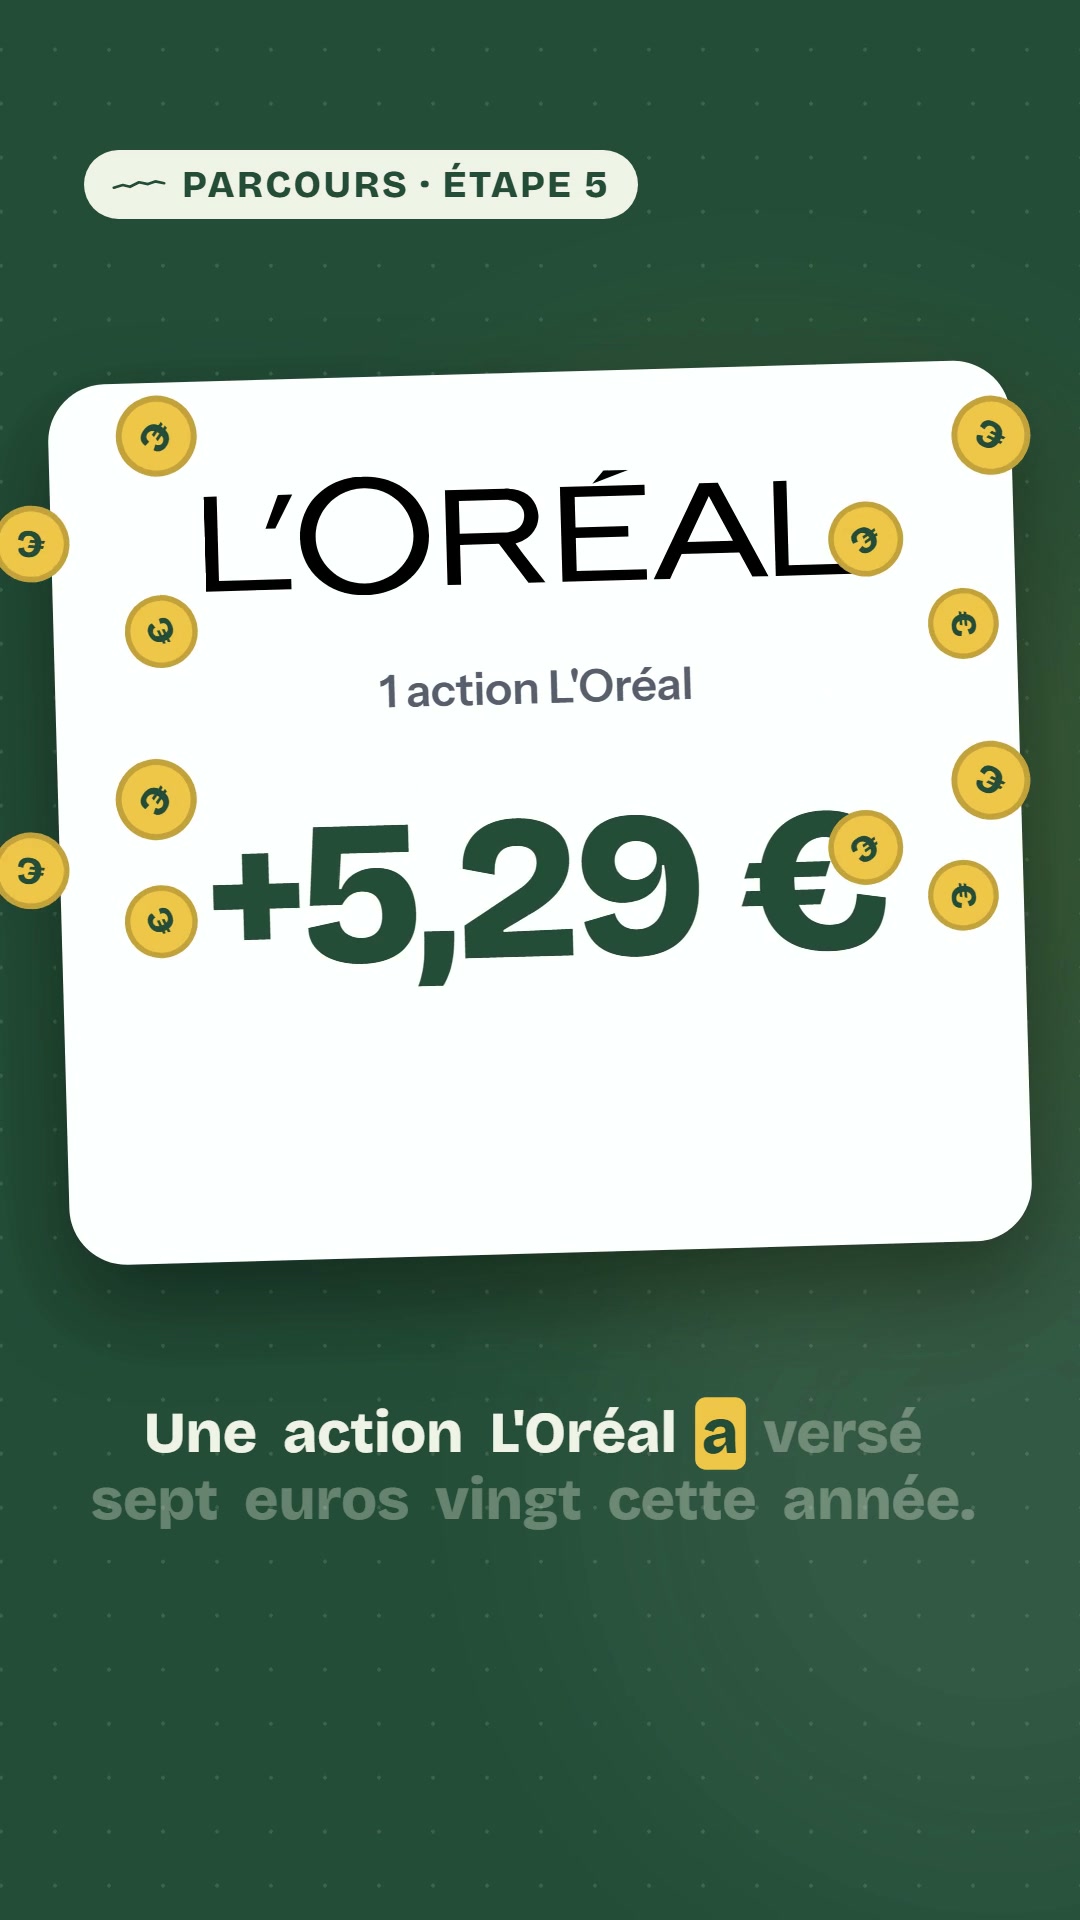 PARCOURS · ÉTAPE 5
L'ORÉAL
1 action L'Oréal
+5,29 €
Une action L'Oréal a versé
sept euros vingt cette année.